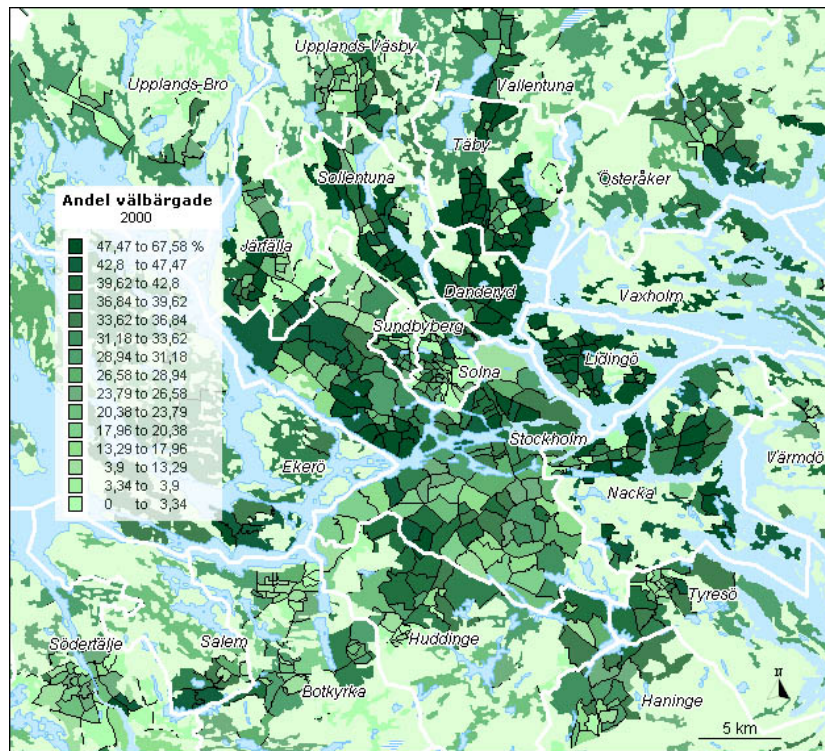 Upplands-Väsby
Upplands-Bro
Vallentuna
Täby
Sollentuna
Österåker
Andel välbärgade
2000
47,47 to 67,58 %
42,8 to 47,47
39,62 to 42,8
36,84 to 39,62
33,62 to 36,84
31,18 to 33,62
28,94 to 31,18
26,58 to 28,94
23,79 to 26,58
20,38 to 23,79
17,96 to 20,38
13,29 to 17,96
3,9 to 13,29
3,34 to 3,9
0 to 3,34
Järfälla
Danderyd
Vaxholm
Sundbyberg
Lidingö
Solna
Stockholm
Ekerö
Värmdö
Nacka
Tyresö
Södertälje
Salem
Huddinge
Botkyrka
Haninge
N
5 km